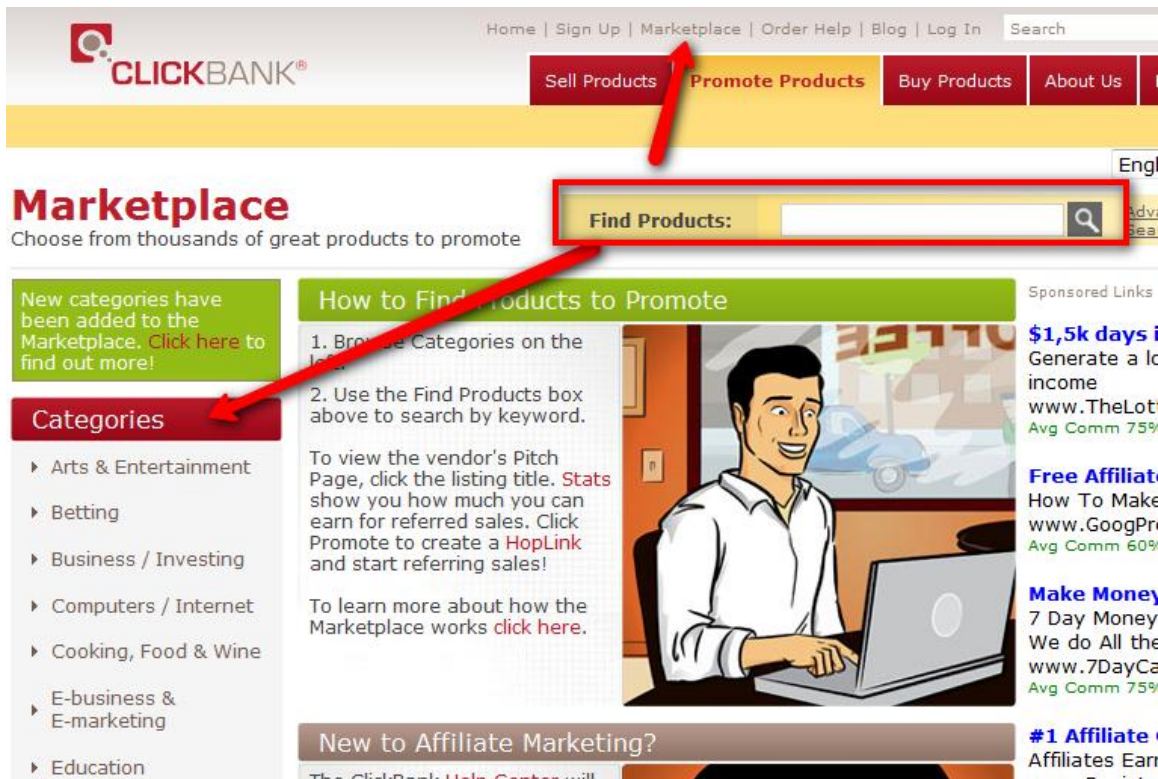 Home | Sign Up | Marketplace | Order Help | Blog | Log In
Search
CLICKBANK®
Sell Products
Promote Products
Buy Products
About Us
Marketplace
Choose from thousands of great products to promote
Find Products:
New categories have
been added to the
Marketplace. Click here to
find out more!
Categories
Arts & Entertainment
Betting
Business / Investing
Computers / Internet
Cooking, Food & Wine
E-business &
E-marketing
Education
How to Find Products to Promote
1. Browse Categories on the
left.
2. Use the Find Products box
above to search by keyword.
To view the vendor's Pitch
Page, click the listing title. Stats
show you how much you can
earn for referred sales. Click
Promote to create a HopLink
and start referring sales!
To learn more about how the
Marketplace works click here.
New to Affiliate Marketing?
The ClickBank Help Center will
Sponsored Links
$1,5k days
Generate a
income
Avg Comm 75%
Free
How To Make
Avg Comm 60%
Make Money
7 Day Money
We do All the
Avg Comm 75%
#1 Affiliate
Affiliates